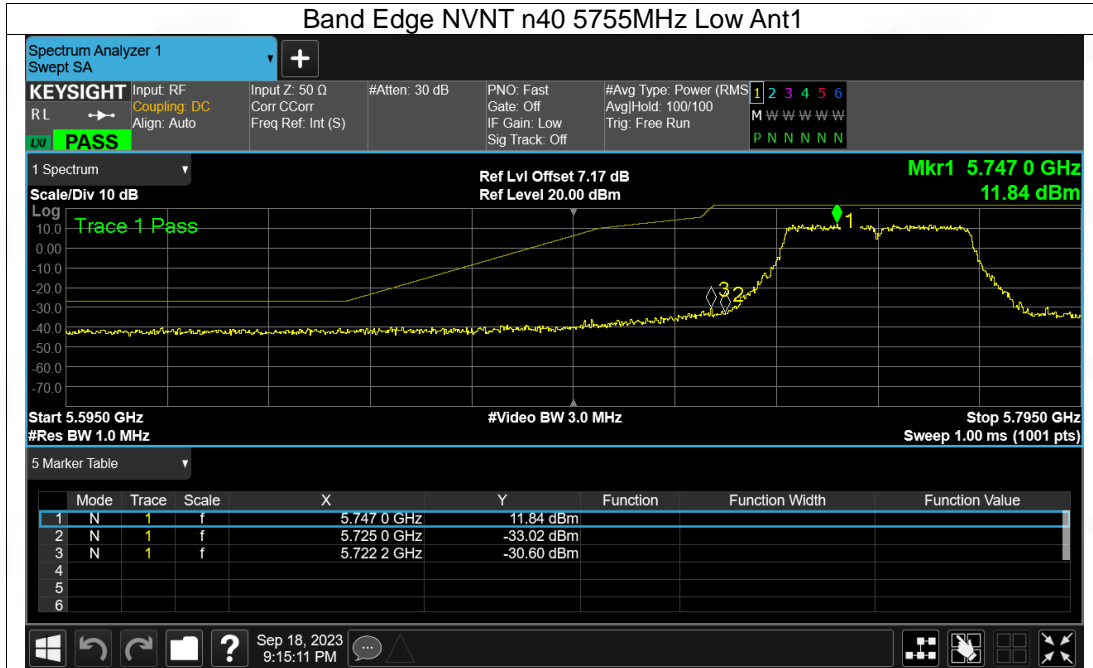 Band Edge NVNT n40 5755MHz Low Ant1
Spectrum Analyzer 1
Swept SA
KEYSIGHT
RL
LXI PASS
Input: RF
Coupling: DC
Align: Auto
Input Z: 50 Ω
Corr CCorr
Freq Ref: Int (S)
#Atten: 30 dB
PNO: Fast
Gate: Off
IF Gain: Low
Sig Track: Off
#Avg Type: Power (RMS
Avg|Hold: 100/100
Trig: Free Run
1 2 3 4 5 6
M W W W W W
P N N N N N
1 Spectrum
Scale/Div 10 dB
Ref Lvl Offset 7.17 dB
Ref Level 20.00 dBm
Mkr1 5.747 0 GHz
11.84 dBm
Log
Trace 1 Pass
10.0
0.00
-10.0
-20.0
-30.0
-40.0
-50.0
-60.0
-70.0
1
3 2
Start 5.5950 GHz #Video BW 3.0 MHz Stop 5.7950 GHz
#Res BW 1.0 MHz Sweep 1.00 ms (1001 pts)
5 Marker Table
Mode Trace Scale X Y Function Function Width Function Value
1 N 1 f 5.747 0 GHz 11.84 dBm
2 N 1 f 5.725 0 GHz -33.02 dBm
3 N 1 f 5.722 2 GHz -30.60 dBm
4
5
6
? Sep 18, 2023
9:15:11 PM